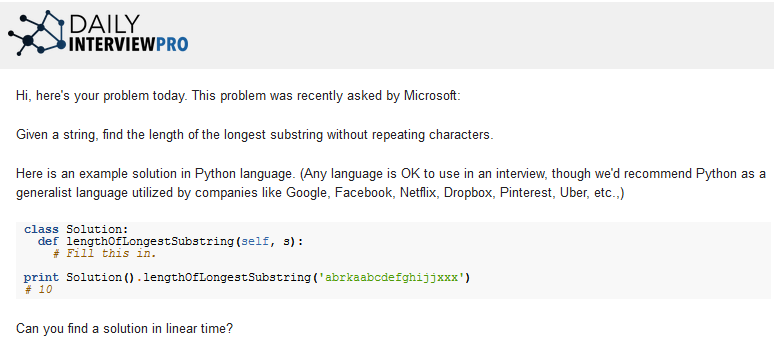 DAILY
INTERVIEWPRO
Hi, here's your problem today. This problem was recently asked by Microsoft:
Given a string, find the length of the longest substring without repeating characters.
Here is an example solution in Python language. (Any language is OK to use in an interview, though we'd recommend Python as a
generalist language utilized by companies like Google, Facebook, Netflix, Dropbox, Pinterest, Uber, etc.,)
class Solution:
  def lengthOfLongestSubstring(self, s):
    # Fill this in.
print Solution().lengthOfLongestSubstring('abrkaabcdefghijjxxx')
# 10
Can you find a solution in linear time?